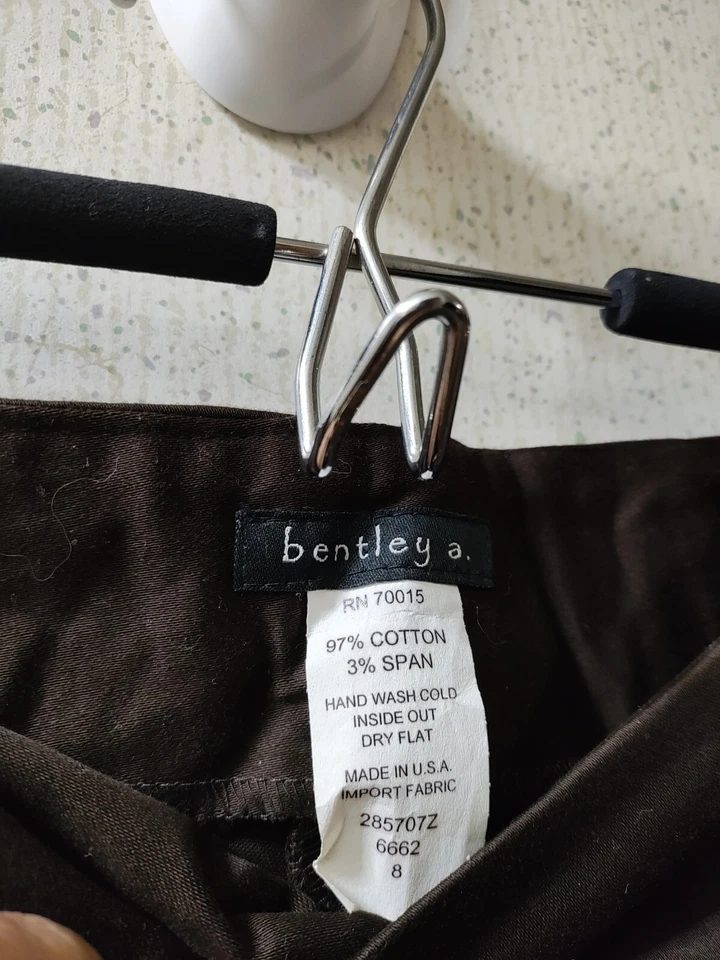 bentley a.
RN 70015
97% COTTON
3% SPAN
HAND WASH COLD
INSIDE OUT
DRY FLAT
MADE IN U.S.A.
IMPORT FABRIC
285707Z
6662
8